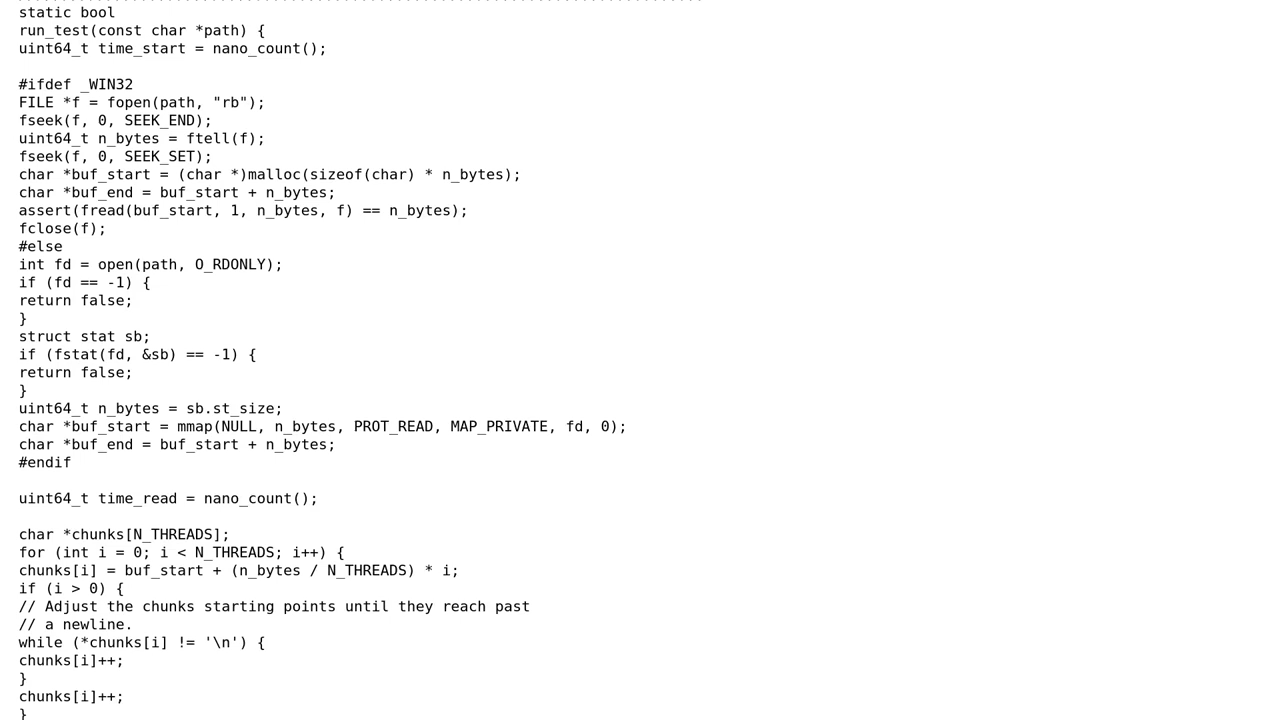 static bool
run_test(const char *path) {
uint64_t time_start = nano_count();

#ifdef _WIN32
FILE *f = fopen(path, "rb");
fseek(f, 0, SEEK_END);
uint64_t n_bytes = ftell(f);
fseek(f, 0, SEEK_SET);
char *buf_start = (char *)malloc(sizeof(char) * n_bytes);
char *buf_end = buf_start + n_bytes;
assert(fread(buf_start, 1, n_bytes, f) == n_bytes);
fclose(f);
#else
int fd = open(path, O_RDONLY);
if (fd == -1) {
return false;
}
struct stat sb;
if (fstat(fd, &sb) == -1) {
return false;
}
uint64_t n_bytes = sb.st_size;
char *buf_start = mmap(NULL, n_bytes, PROT_READ, MAP_PRIVATE, fd, 0);
char *buf_end = buf_start + n_bytes;
#endif

uint64_t time_read = nano_count();

char *chunks[N_THREADS];
for (int i = 0; i < N_THREADS; i++) {
chunks[i] = buf_start + (n_bytes / N_THREADS) * i;
if (i > 0) {
// Adjust the chunks starting points until they reach past
// a newline.
while (*chunks[i] != '\n') {
chunks[i]++;
}
chunks[i]++;
}